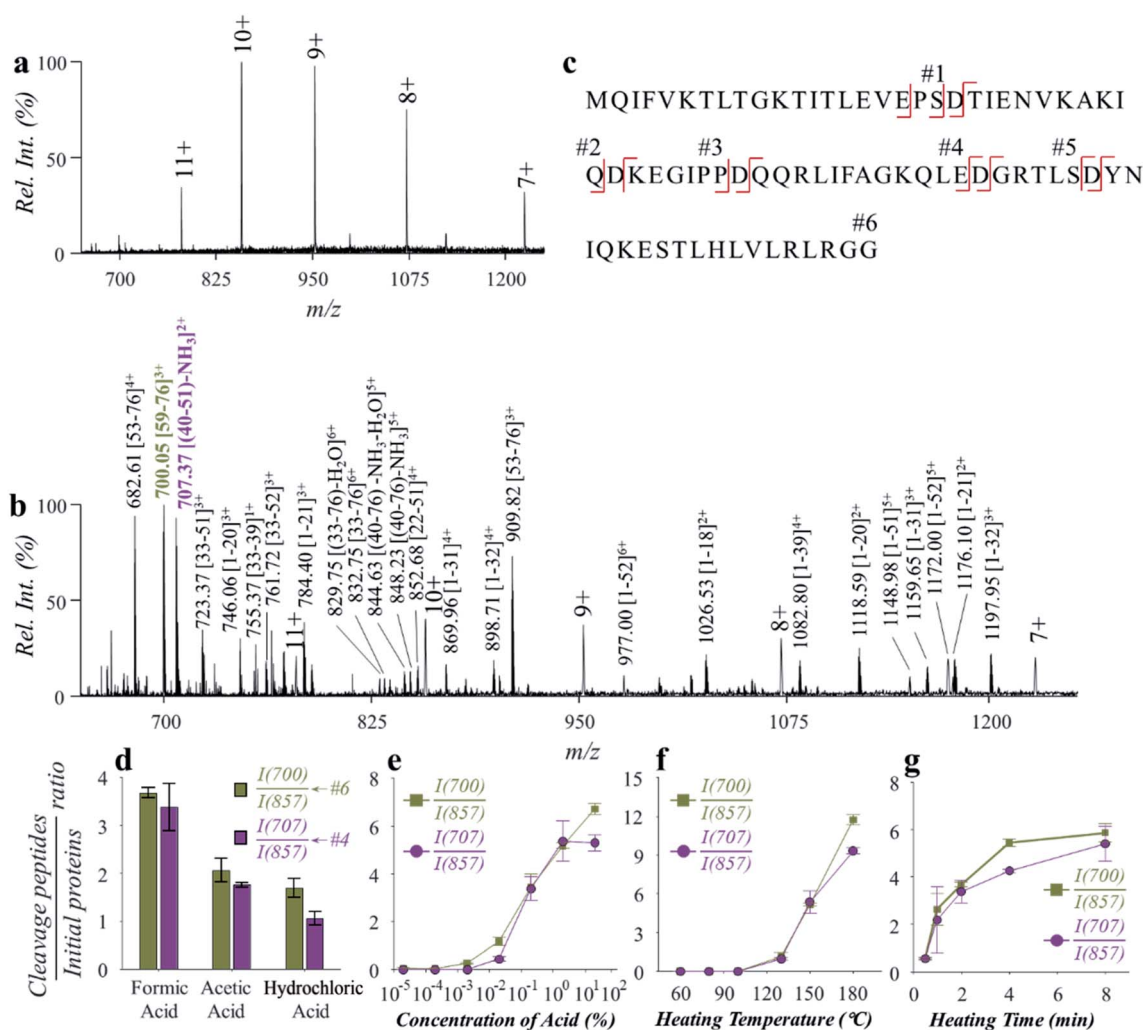 a
Rel. Int. (%)
100
50
0
11+
10+
9+
8+
7+
700
825
950
1075
1200
m/z
c
#1
MQIFVKTLTGKTITLEVEPSDTIENVKAKI
#2 #3 #4 #5
QDKEGIPPDQQRLIFAGKQLEDGRTLSDYN
#6
IQKESTLHLVLRLRGG
b
Rel. Int. (%)
100
50
0
682.61 [53-76]4+
700.05 [59-76]3+
707.37 [(40-51)-NH3]2+
723.37 [33-51]3+
746.06 [1-20]3+
755.37 [33-39]1+
761.72 [33-52]3+
11+
784.40 [1-21]3+
829.75 [(33-76)-H2O]6+
832.75 [33-76]6+
844.63 [(40-76)-NH3-H2O]5+
848.23 [(40-76)-NH3]5+
852.68 [22-51]4+
10+
869.96 [1-31]4+
898.71 [1-32]4+
909.82 [53-76]3+
9+
977.00 [1-52]6+
1026.53 [1-18]2+
8+
1082.80 [1-39]4+
1118.59 [1-20]2+
1148.98 [1-51]5+
1159.65 [1-31]3+
1172.00 [1-52]5+
1176.10 [1-21]2+
1197.95 [1-32]3+
7+
700
825
950
1075
1200
m/z
d
Cleavage peptides
Initial proteins
ratio
4
3
2
1
0
I(700)
I(857)
←#6
I(707)
I(857)
←#4
Formic Acid
Acetic Acid
Hydrochloric Acid
e
8
6
4
2
0
I(700)
I(857)
I(707)
I(857)
10-5 10-4 10-3 10-2 10-1 100 101 102
Concentration of Acid (%)
f
15
12
9
6
3
0
I(700)
I(857)
I(707)
I(857)
60 90 120 150 180
Heating Temperature (°C)
g
8
6
4
2
0
I(700)
I(857)
I(707)
I(857)
0 2 4 6 8
Heating Time (min)